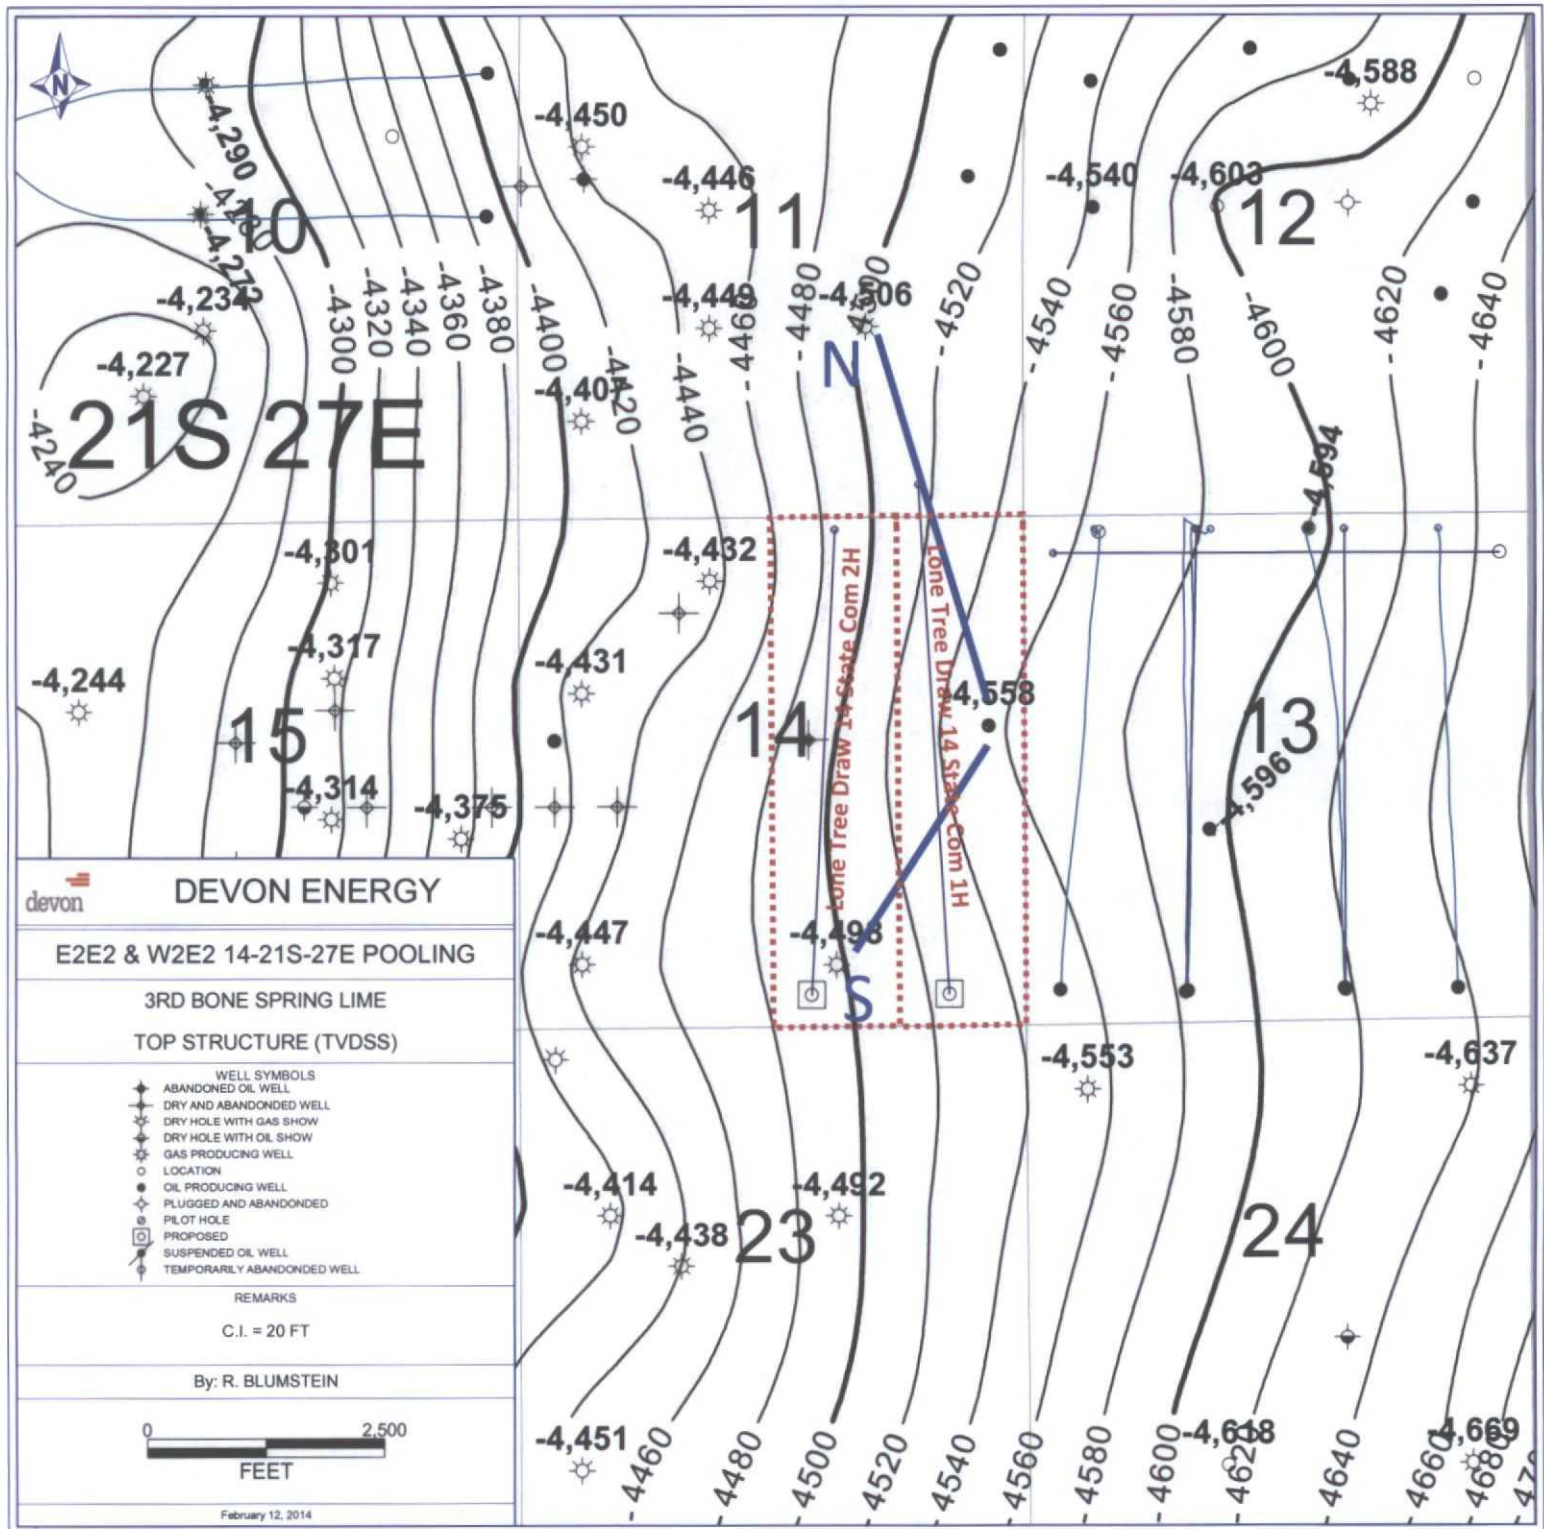 N
-4,588
-4,450
-4,290
-4,446
-4,540
-4,603
10
11
12
-4,234
-4,449
-4,506
-4300
-4320
-4340
-4360
-4380
-4400
-4420
-4440
-4460
-4480
-4500
-4520
-4540
-4560
-4580
-4600
-4620
-4640
-4,227
N
21S 27E
-4240
-4,594
-4,301
-4,432
Lone Tree Draw 14 State Com 2H
Lone Tree Draw 14 State Com 1H
-4,317
-4,431
-4,244
-4,558
15
14
13
-4,314
-4,375
-4,596
-4,447
-4,493
S
devon
DEVON ENERGY
E2E2 & W2E2 14-21S-27E POOLING
3RD BONE SPRING LIME
TOP STRUCTURE (TVDSS)
WELL SYMBOLS
ABANDONED OIL WELL
DRY AND ABANDONDED WELL
DRY HOLE WITH GAS SHOW
DRY HOLE WITH OIL SHOW
GAS PRODUCING WELL
LOCATION
OIL PRODUCING WELL
PLUGGED AND ABANDONED
PILOT HOLE
PROPOSED
SUSPENDED OIL WELL
TEMPORARILY ABANDONDED WELL
REMARKS
C.I. = 20 FT
By: R. BLUMSTEIN
0 2,500
FEET
February 12, 2014
-4,553
-4,637
-4,414
-4,492
-4,438
23
24
-4,451
-4,618
-4,669
-4460
-4480
-4500
-4520
-4540
-4560
-4580
-4600
-4620
-4640
-4660
-4680